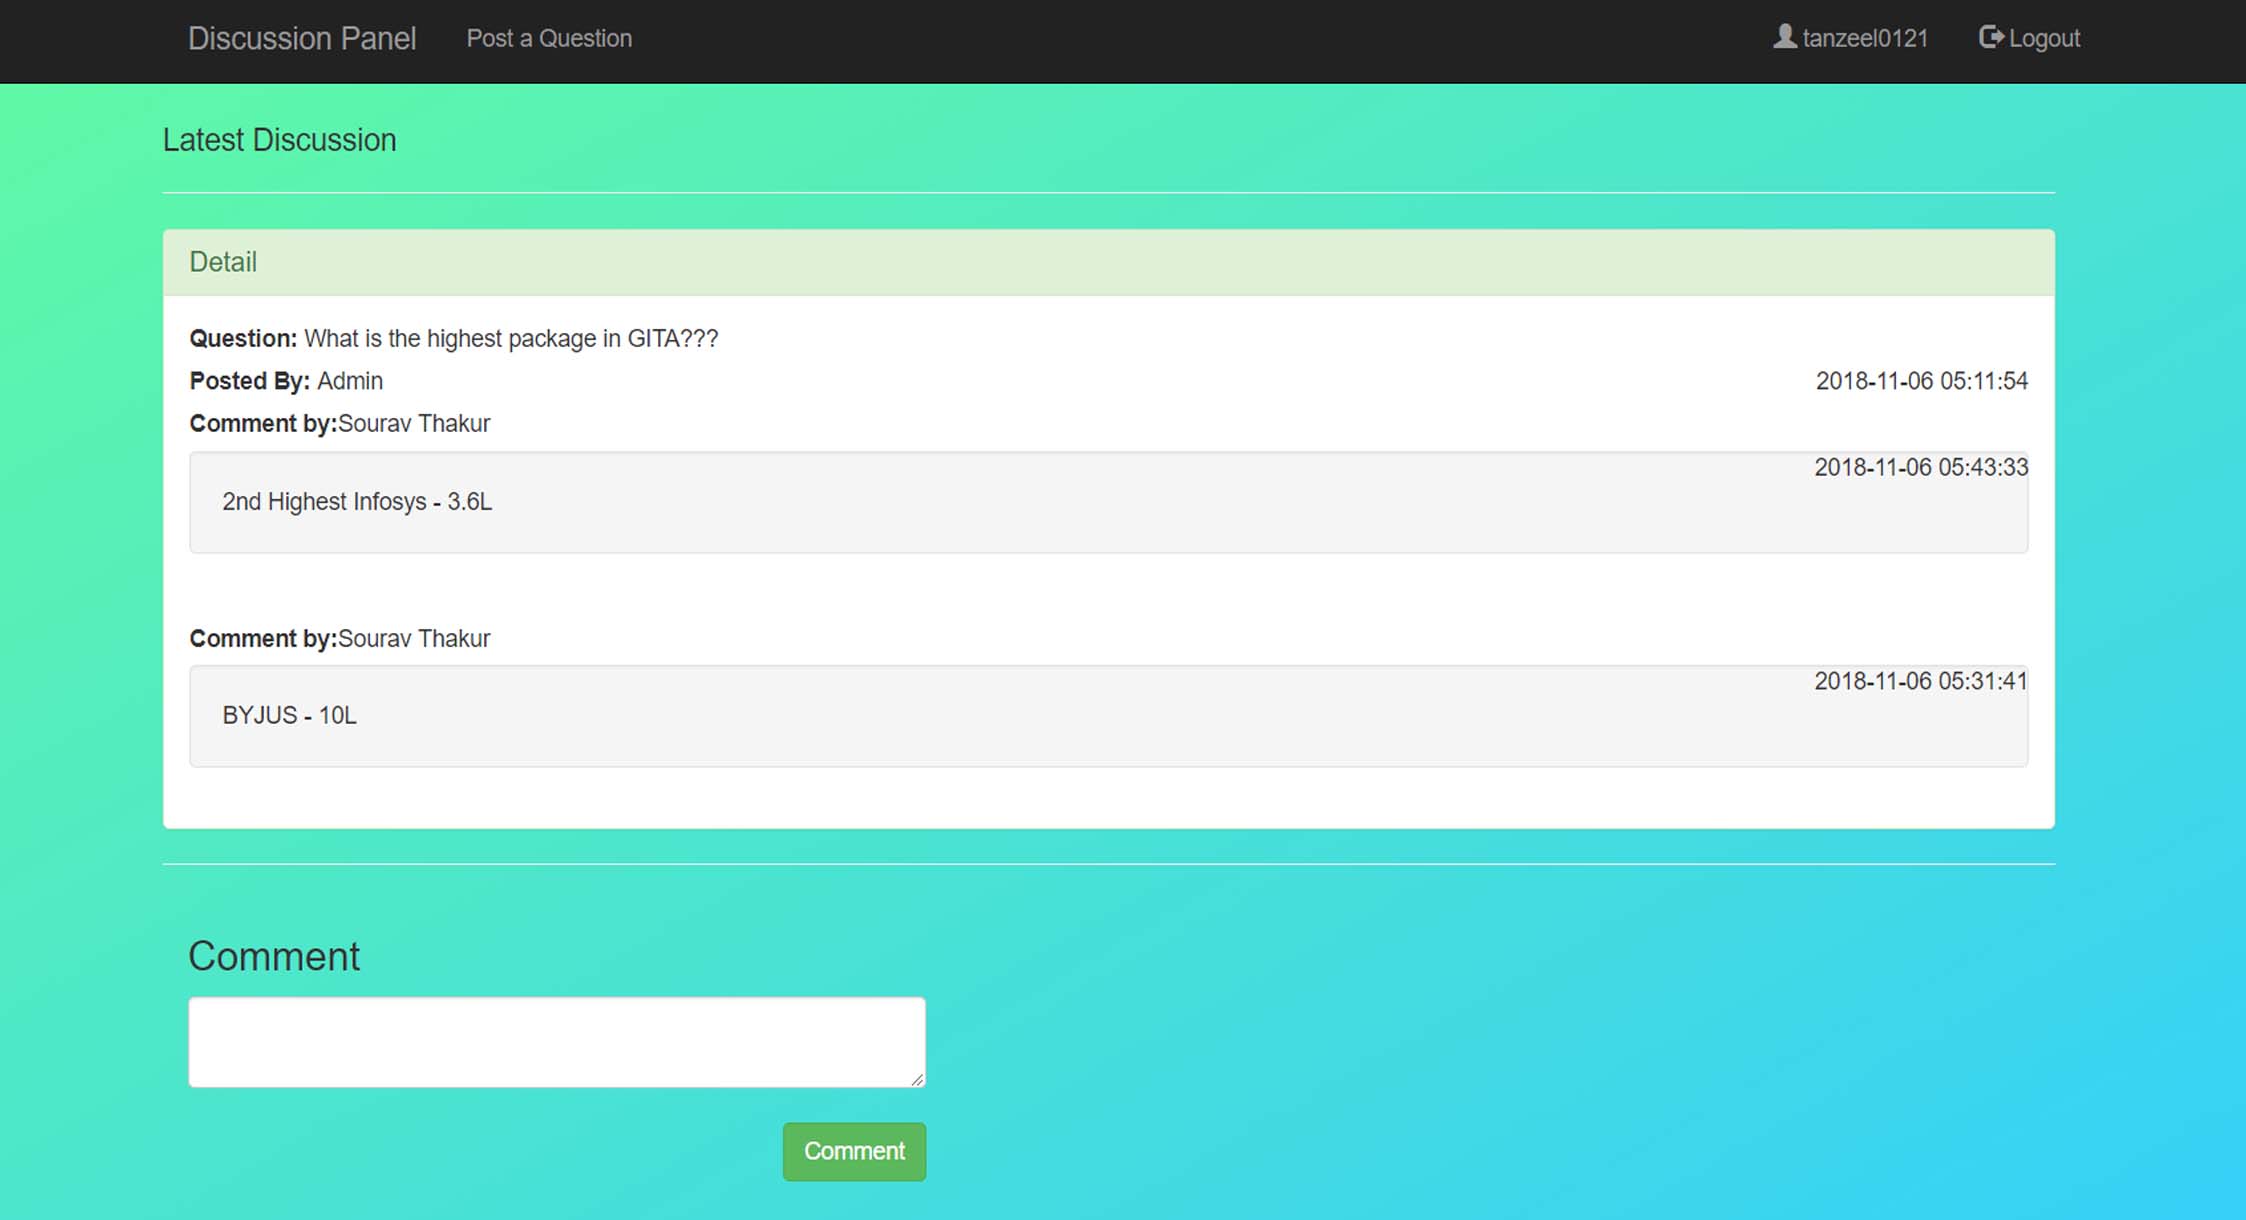 Discussion Panel Post a Question tanzeel0121 Logout
Latest Discussion
Detail
Question: What is the highest package in GITA???
Posted By: Admin 2018-11-06 05:11:54
Comment by:Sourav Thakur
2018-11-06 05:43:33
2nd Highest Infosys - 3.6L
Comment by:Sourav Thakur
2018-11-06 05:31:41
BYJUS - 10L
Comment
Comment